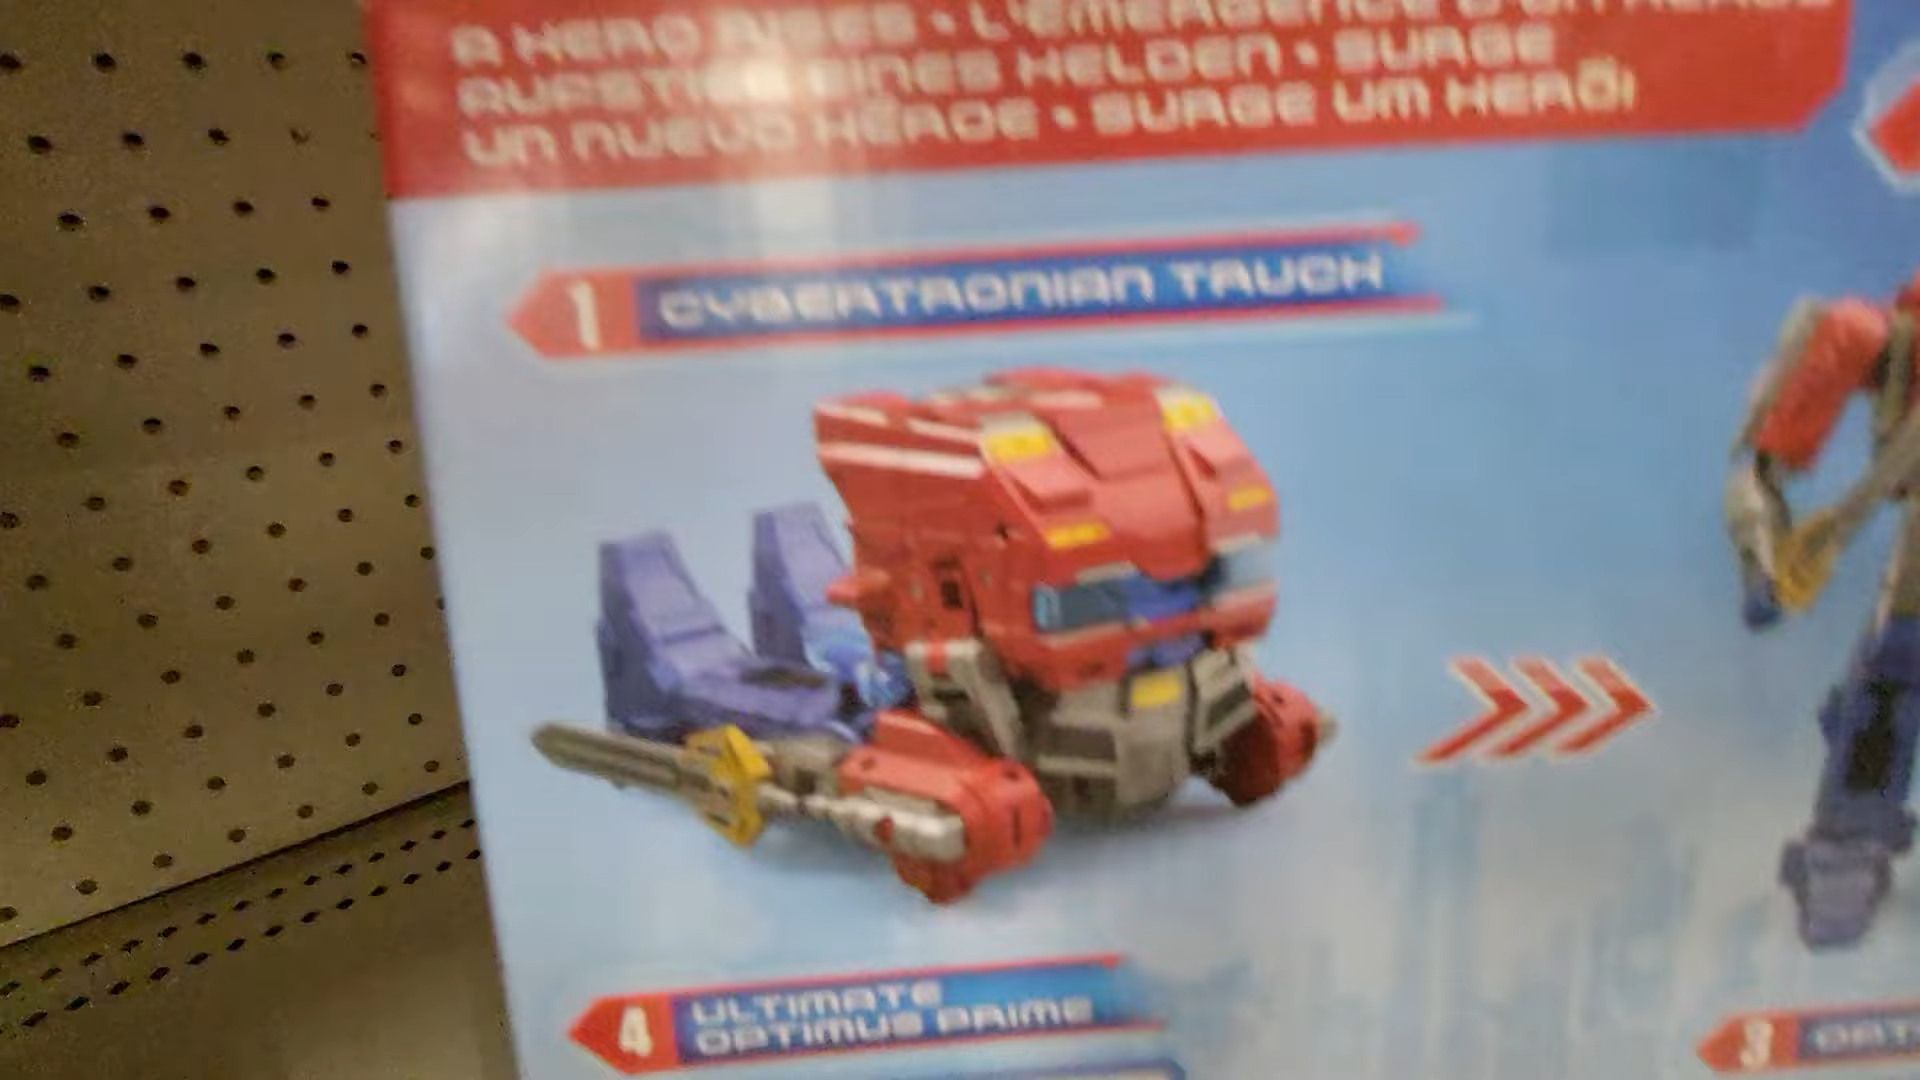 A HERO RISES • L'ÉMERGENCE D'UN HÉROS
AUFSTIEG EINES HELDEN • SURGE
UN NUEVO HÉROE • SURGE UM HERÓI
1 CYBERTRONIAN TRUCK
4 ULTIMATE
OPTIMUS PRIME
3